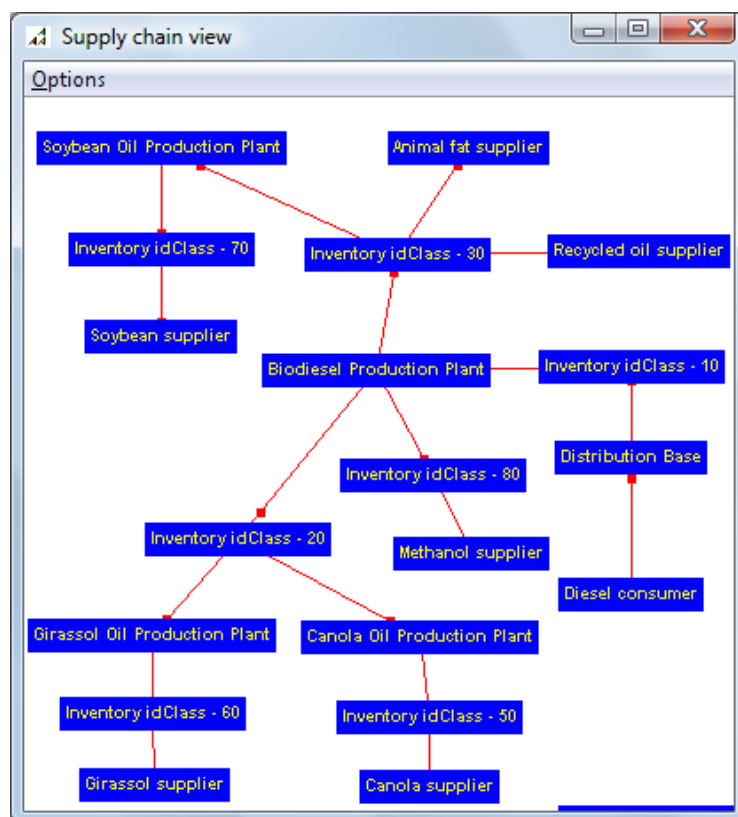 Supply chain view
Options
Soybean Oil Production Plant
Animal fat supplier
Inventory idClass - 70
Inventory idClass - 30
Recycled oil supplier
Soybean supplier
Biodiesel Production Plant
Inventory idClass - 10
Distribution Base
Inventory idClass - 80
Inventory idClass - 20
Methanol supplier
Diesel consumer
Girassol Oil Production Plant
Canola Oil Production Plant
Inventory idClass - 60
Inventory idClass - 50
Girassol supplier
Canola supplier